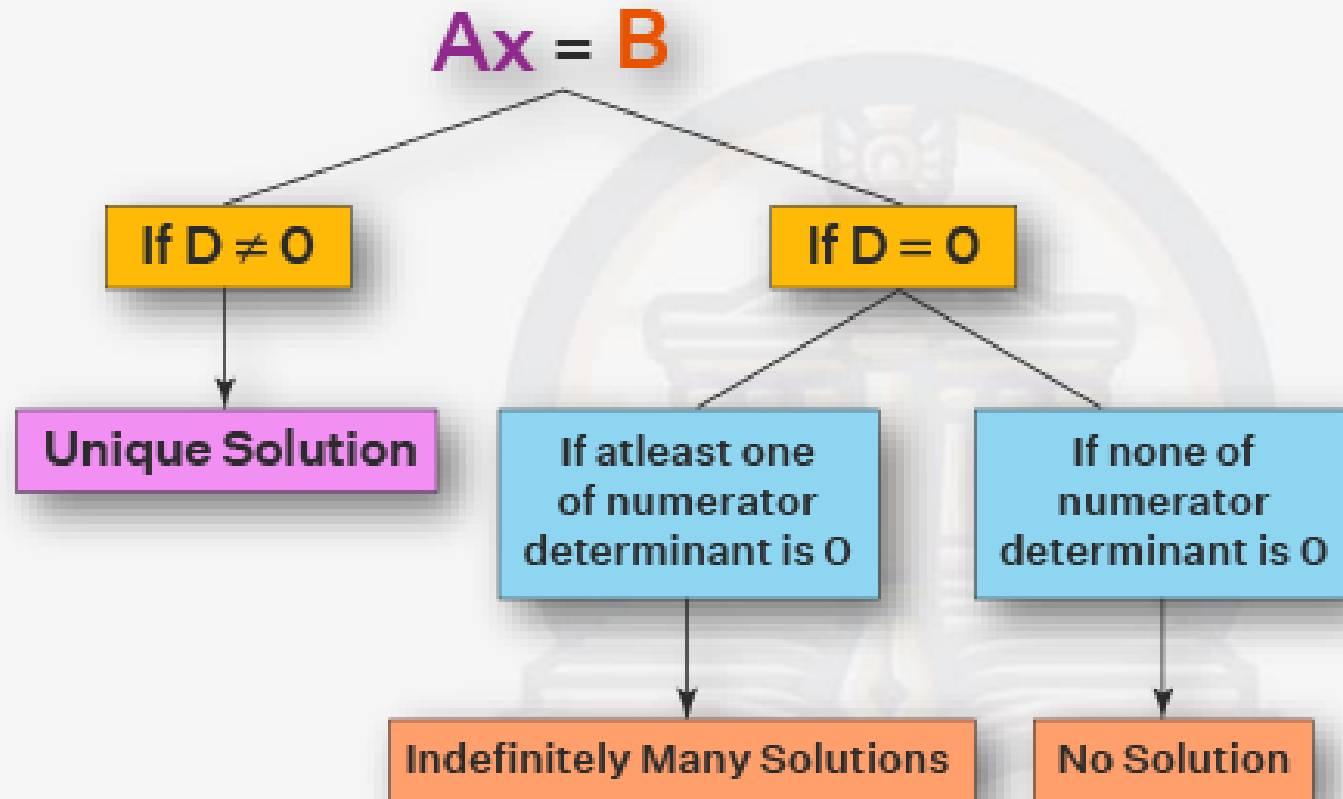 Ax = B
If D ≠ 0
If D = 0
Unique Solution
If atleast one
of numerator
determinant is 0
If none of
numerator
determinant is 0
Indefinitely Many Solutions
No Solution